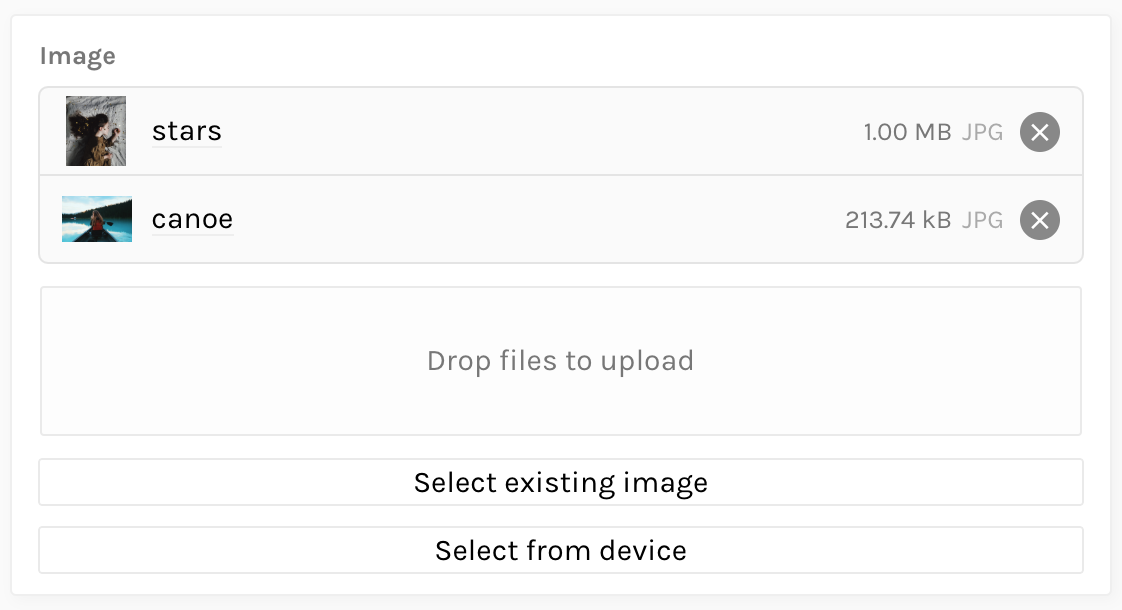 Image
stars 1.00 MB JPG
canoe 213.74 kB JPG
Drop files to upload
Select existing image
Select from device